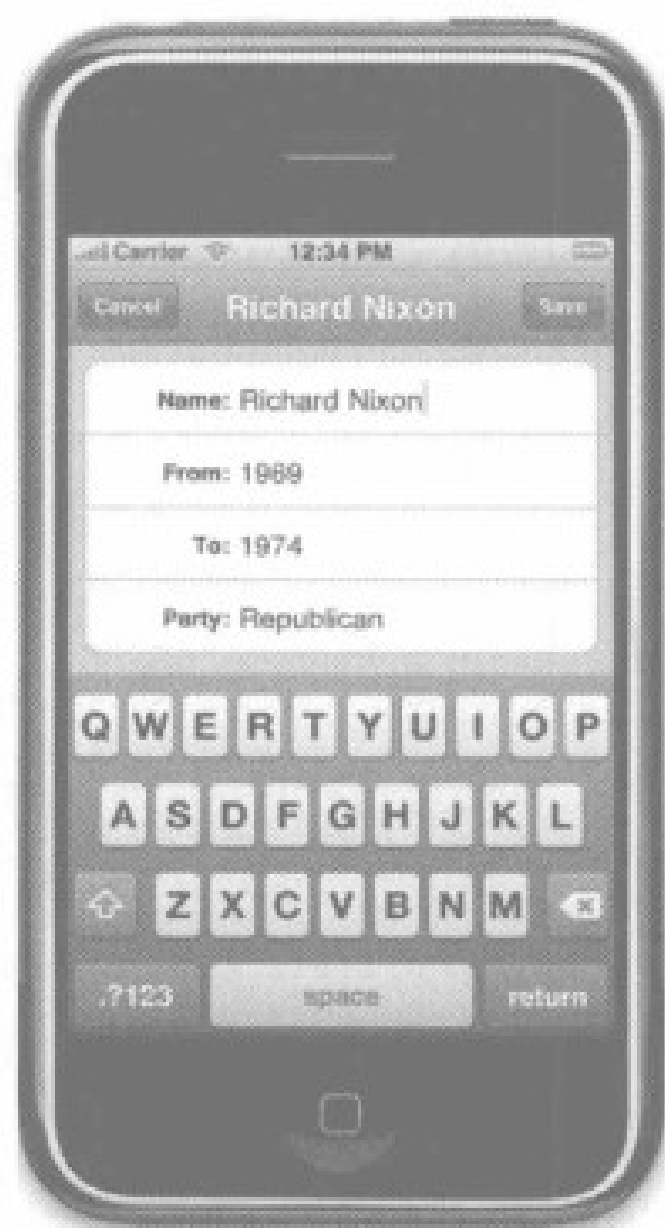 Carrier 12:34 PM
Cancel Richard Nixon Save
Name: Richard Nixon
From: 1969
To: 1974
Party: Republican
Q W E R T Y U I O P
A S D F G H J K L
Z X C V B N M
.?123 space return